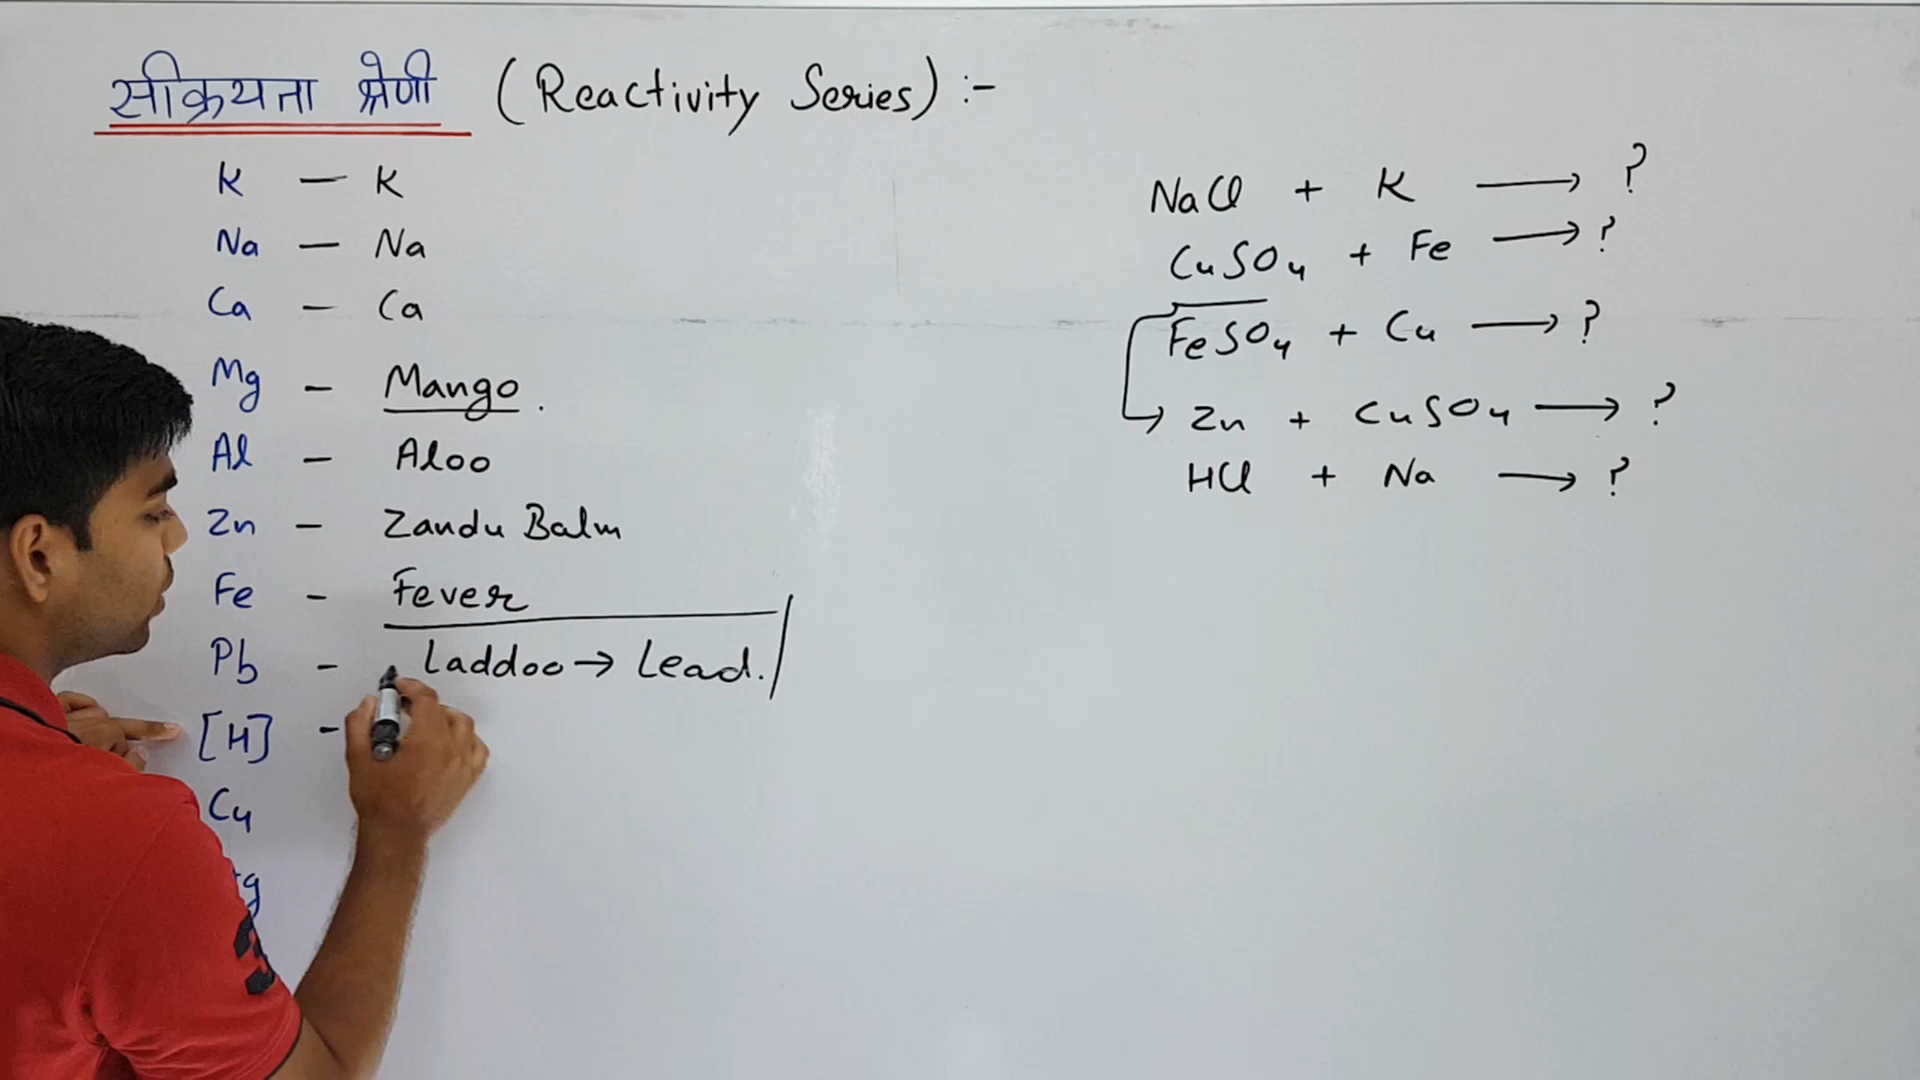 सक्रियता श्रेणी (Reactivity Series) :-
K — K
Na — Na
Ca — Ca
Mg — Mango.
Al — Aloo
Zn — Zandu Balm
Fe — Fever
Pb — Laddoo → Lead.
[H] -
Cu
g
NaCl + K ⟶ ?
CuSO4 + Fe ⟶ ?
FeSO4 + Cu ⟶ ?
Zn + CuSO4 ⟶ ?
HCl + Na ⟶ ?